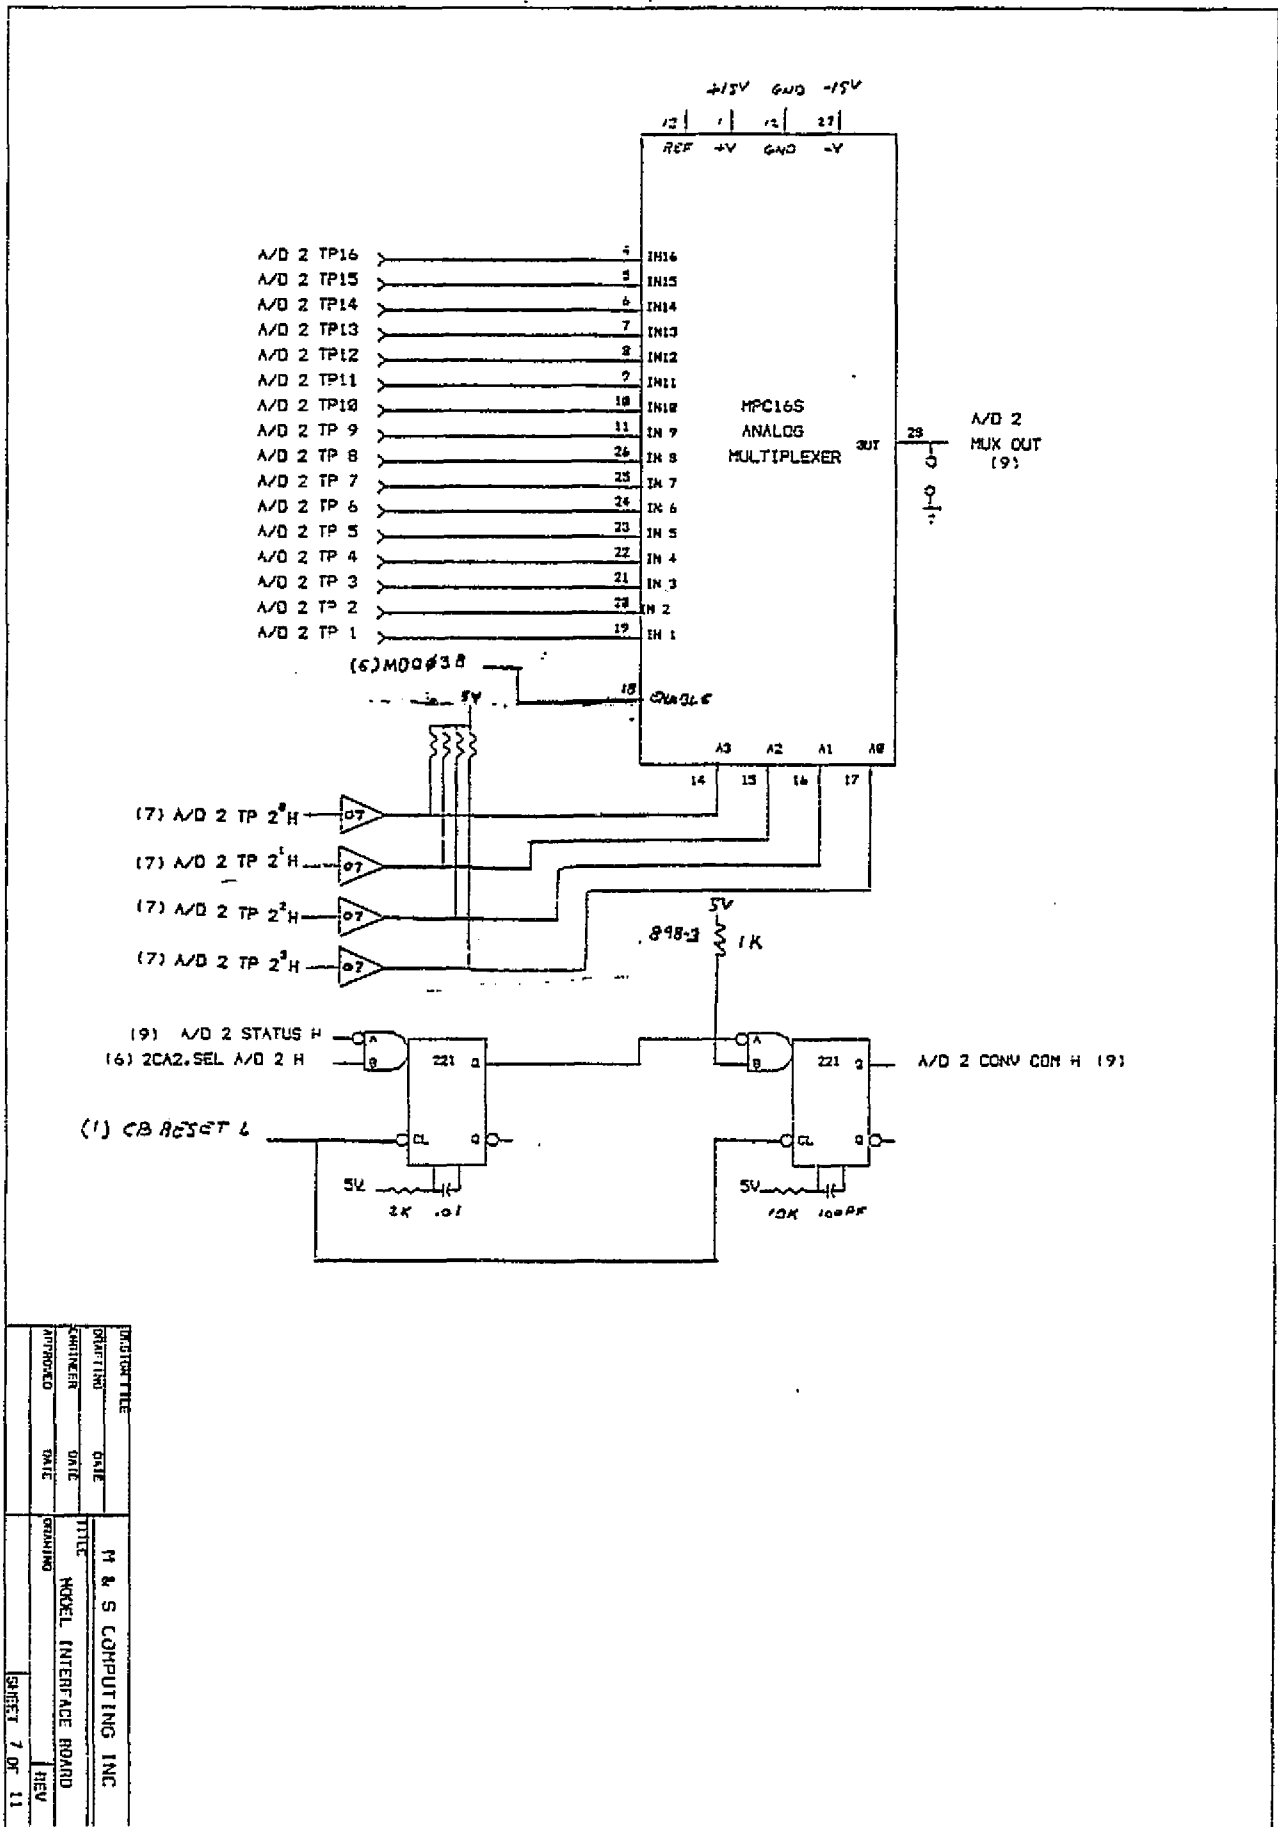 +15V GND -15V
13 1 12 27
REF +V GND -V
A/D 2 TP16 4 IN16
A/D 2 TP15 5 IN15
A/D 2 TP14 6 IN14
A/D 2 TP13 7 IN13
A/D 2 TP12 8 IN12
A/D 2 TP11 9 IN11
A/D 2 TP10 10 IN10
A/D 2 TP 9 11 IN 9
A/D 2 TP 8 26 IN 8
A/D 2 TP 7 25 IN 7
A/D 2 TP 6 24 IN 6
A/D 2 TP 5 23 IN 5
A/D 2 TP 4 22 IN 4
A/D 2 TP 3 21 IN 3
A/D 2 TP 2 20 IN 2
A/D 2 TP 1 19 IN 1
MPC16S
ANALOG
MULTIPLEXER
OUT 28
A/D 2
MUX OUT
(9)
(6) MDO03B
18 ENABLE
5V
A3 A2 A1 A0
14 15 16 17
(7) A/D 2 TP 2⁰H 07
(7) A/D 2 TP 2¹H 07
(7) A/D 2 TP 2²H 07
(7) A/D 2 TP 2³H 07
5V
898-3 1K
(9) A/D 2 STATUS H A
(6) 2CA2.SEL A/D 2 H B
221 Q
A
B
221 Q
A/D 2 CONV COM H (9)
(1) CB RESET L
CL Q
CL Q
5V 2K .01
5V 10K 100PF
DRAFTING DATE
ENGINEER DATE
APPROVED DATE
M & S COMPUTING INC
TITLE
MODEL INTERFACE BOARD
DRAWING REV
SHEET 7 OF 11